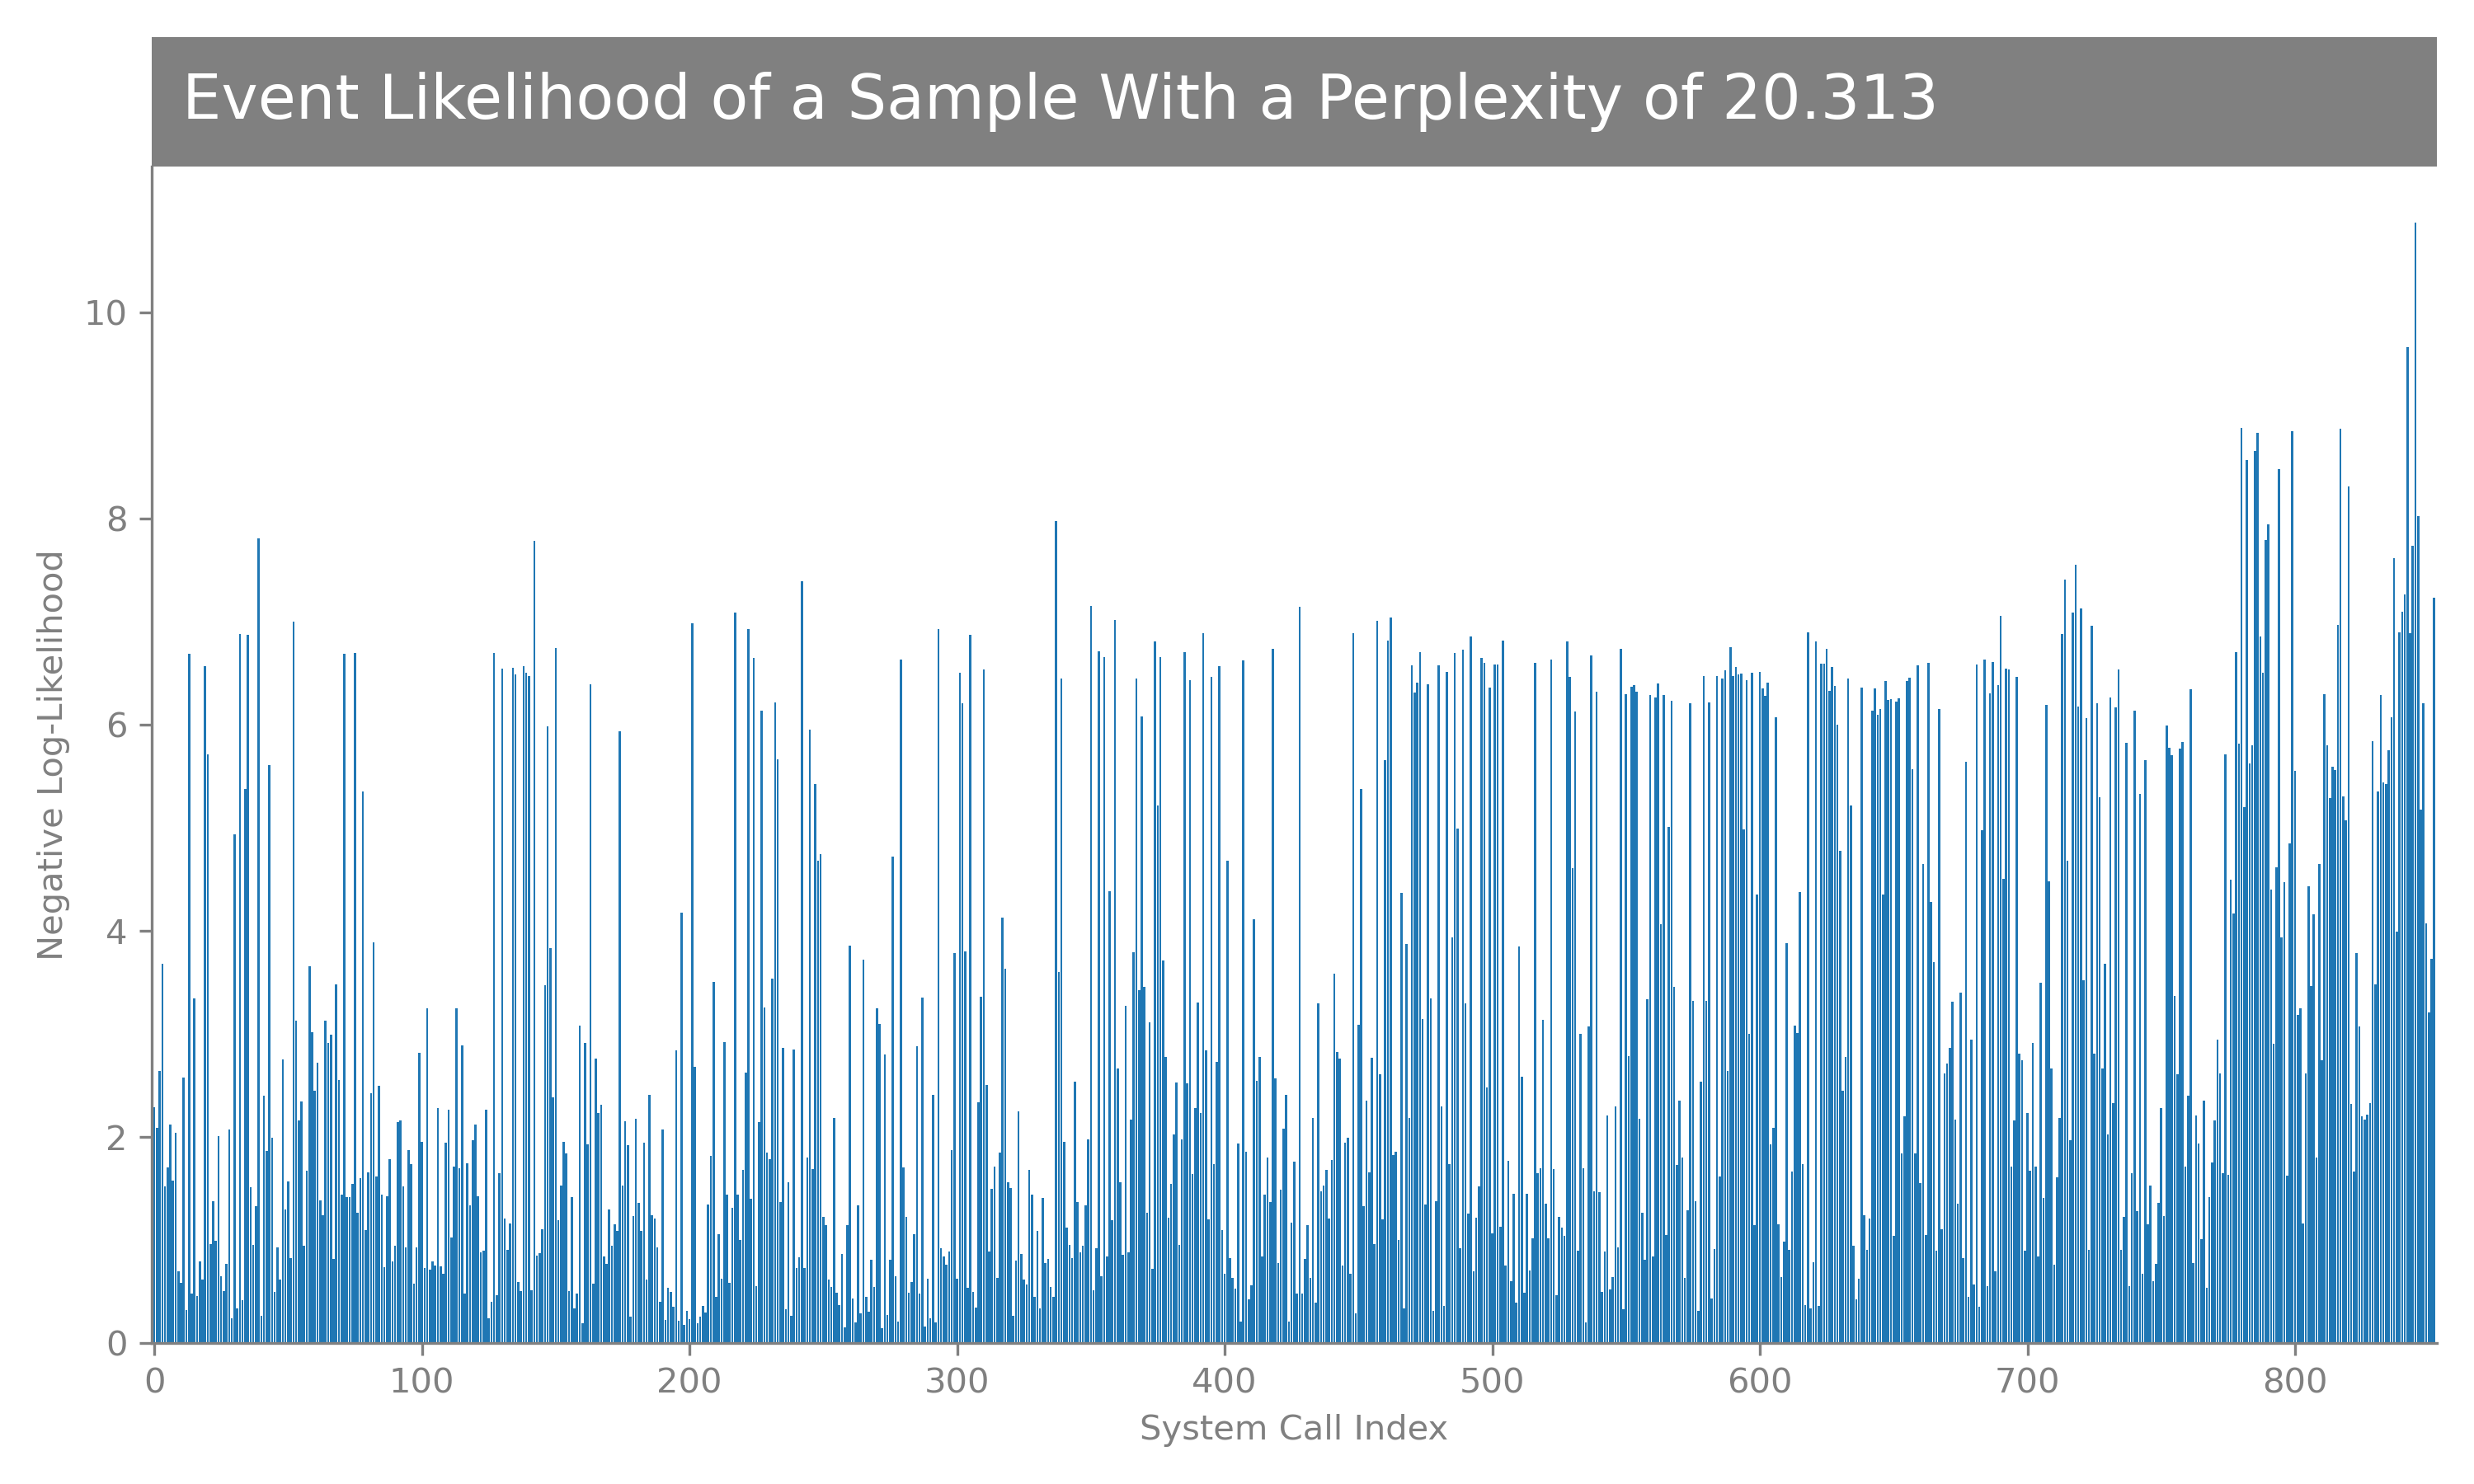 Event Likelihood of a Sample With a Perplexity of 20.313
Negative Log-Likelihood
10
8
6
4
2
0
0 100 200 300 400 500 600 700 800
System Call Index